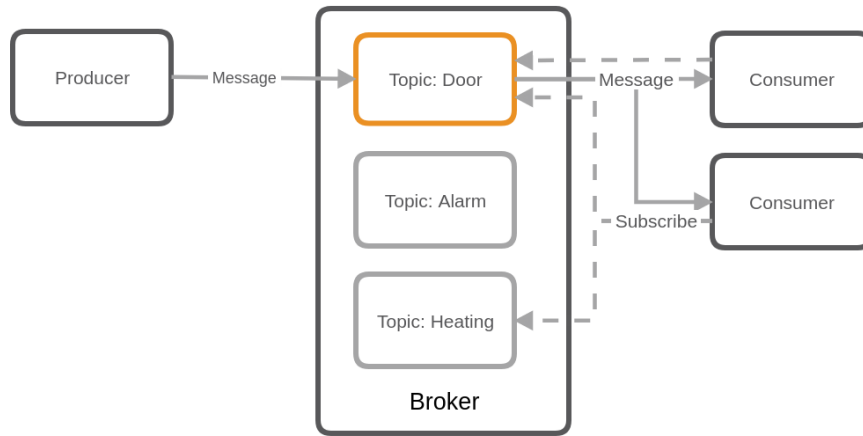 Producer
Message
Topic: Door
Message
Consumer
Topic: Alarm
Consumer
Subscribe
Topic: Heating
Broker